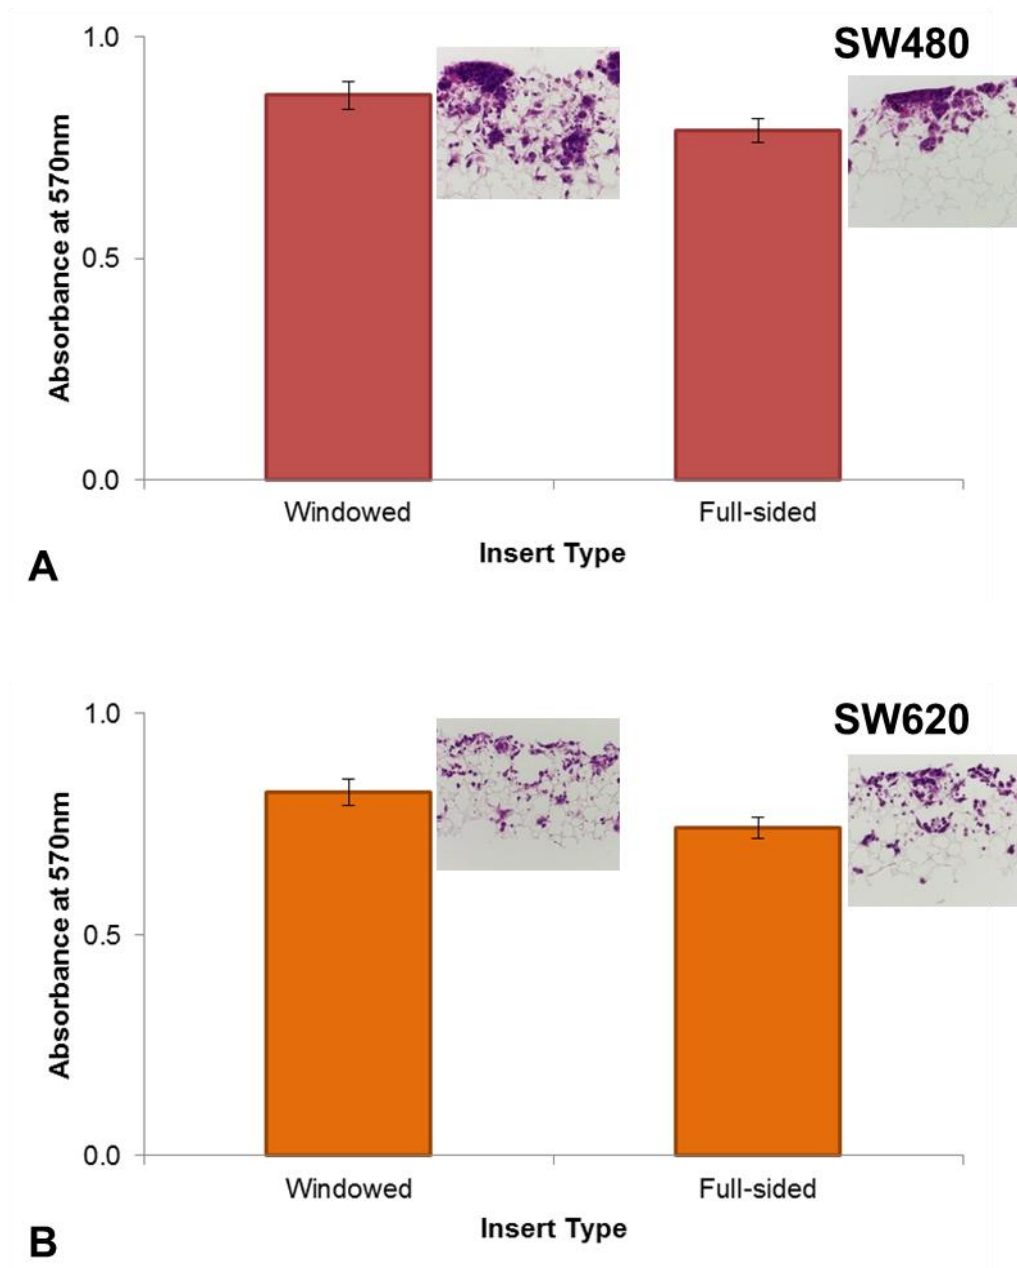 SW480
1.0
0.5
0.0
Absorbance at 570nm
Windowed Full-sided
Insert Type
A
SW620
1.0
0.5
0.0
Absorbance at 570nm
Windowed Full-sided
Insert Type
B